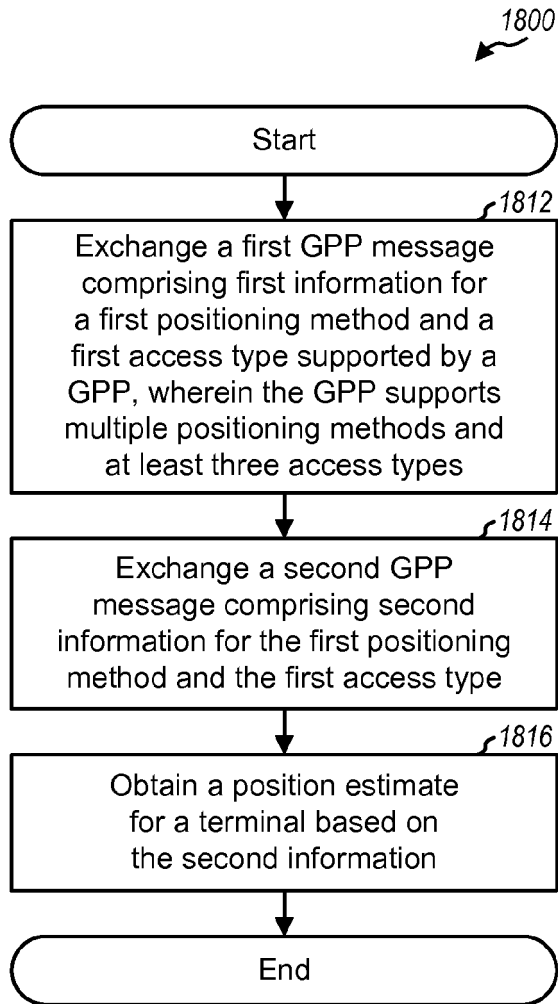 1800
Start
1812
Exchange a first GPP message
comprising first information for
a first positioning method and a
first access type supported by a
GPP, wherein the GPP supports
multiple positioning methods and
at least three access types
1814
Exchange a second GPP
message comprising second
information for the first positioning
method and the first access type
1816
Obtain a position estimate
for a terminal based on
the second information
End